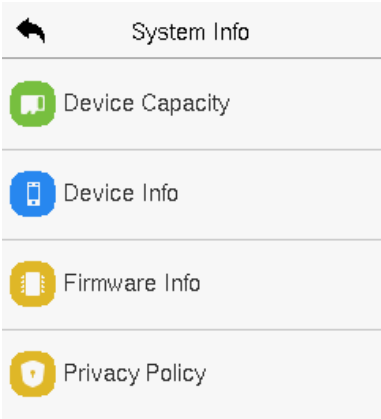 System Info
Device Capacity
Device Info
Firmware Info
Privacy Policy